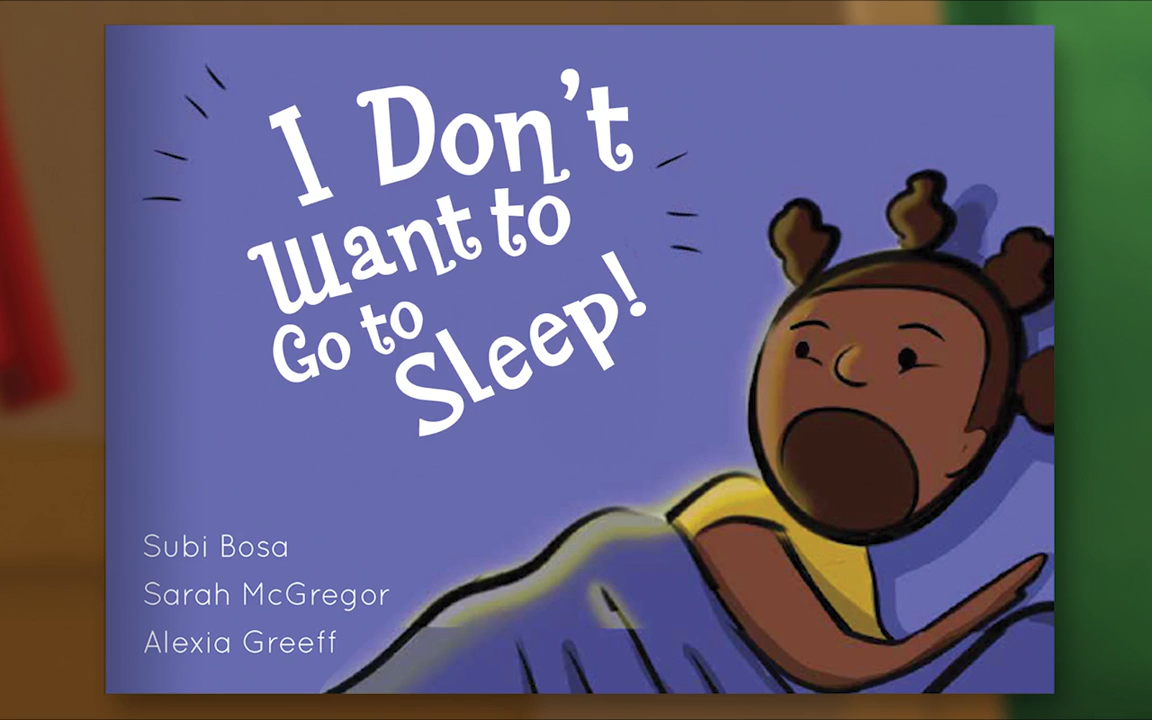 I Don't
Want to
Go to
Sleep!
Subi Bosa
Sarah McGregor
Alexia Greeff